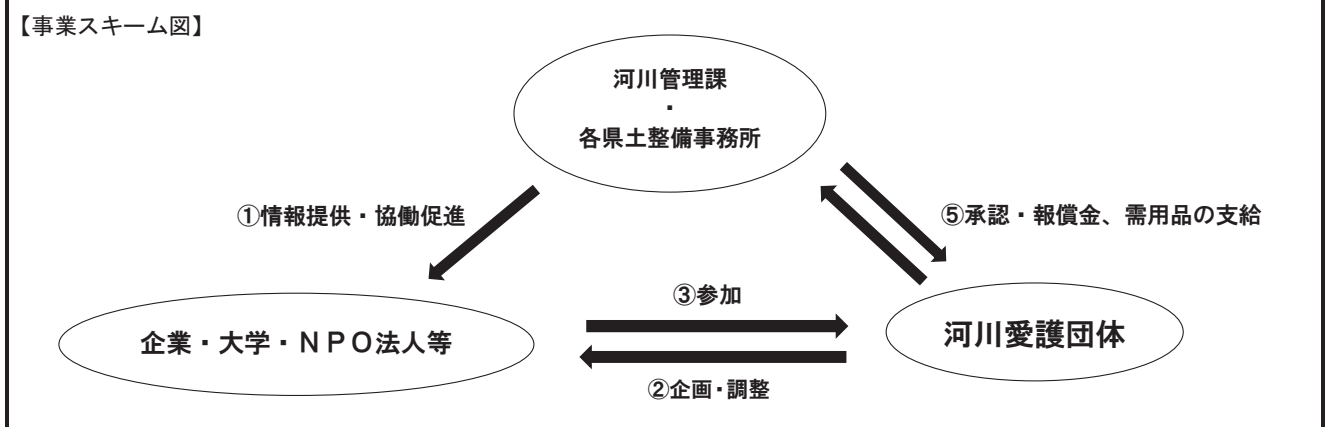 【事業スキーム図】
河川管理課
・
各県土整備事務所
①情報提供・協働促進
⑤承認・報償金、需用品の支給
③参加
企業・大学・NPO法人等
河川愛護団体
②企画・調整